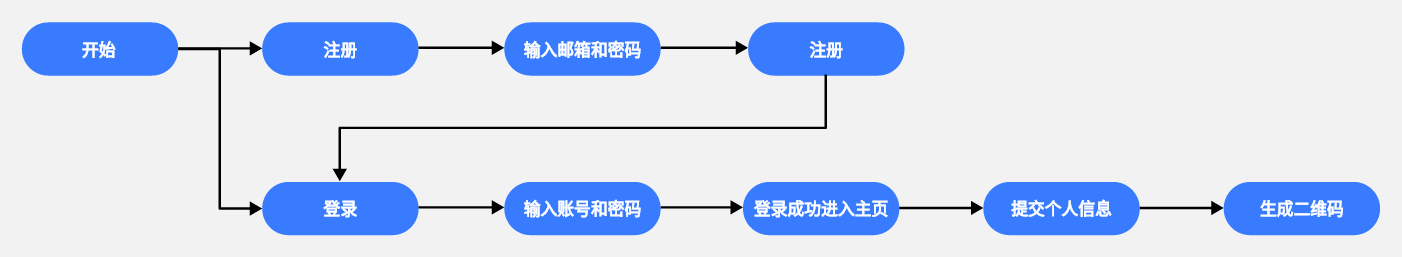 开始
注册
输入邮箱和密码
注册
登录
输入账号和密码
登录成功进入主页
提交个人信息
生成二维码